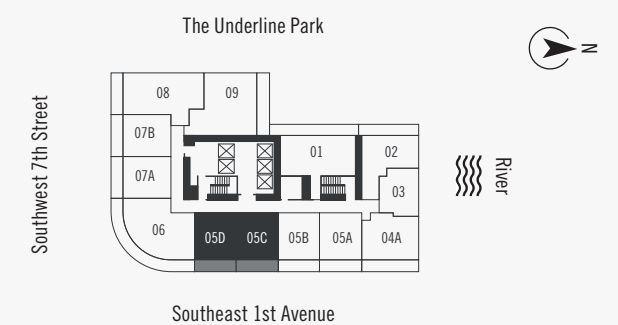 The Underline Park
N
Southwest 7th Street
08
09
07B
01
02
07A
03
River
06
05D
05C
05B
05A
04A
Southeast 1st Avenue